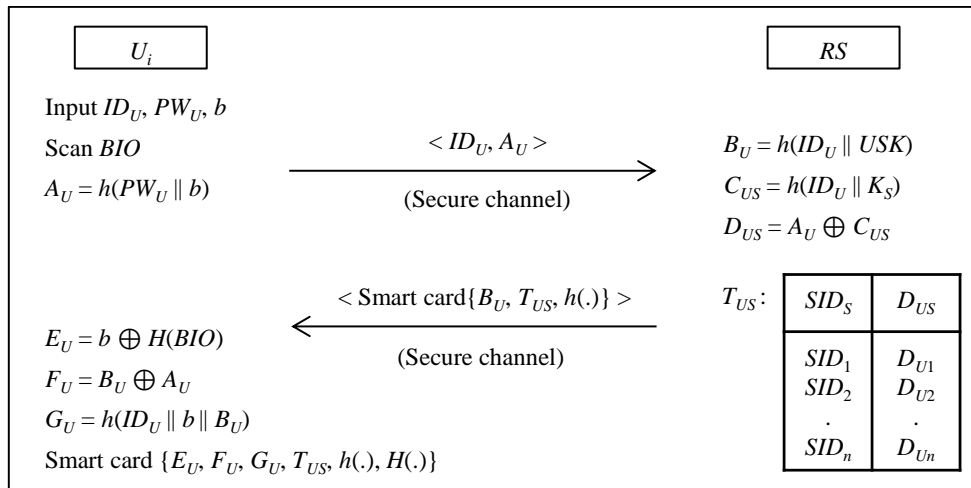 U_i
RS
Input ID_U, PW_U, b
Scan BIO
A_U = h(PW_U || b)
< ID_U, A_U >
(Secure channel)
B_U = h(ID_U || USK)
C_US = h(ID_U || K_S)
D_US = A_U ⊕ C_US
< Smart card{B_U, T_US, h(.)} >
(Secure channel)
T_US:
SID_S D_US
SID_1 D_U1
SID_2 D_U2
. .
SID_n D_Un
E_U = b ⊕ H(BIO)
F_U = B_U ⊕ A_U
G_U = h(ID_U || b || B_U)
Smart card {E_U, F_U, G_U, T_US, h(.), H(.)}